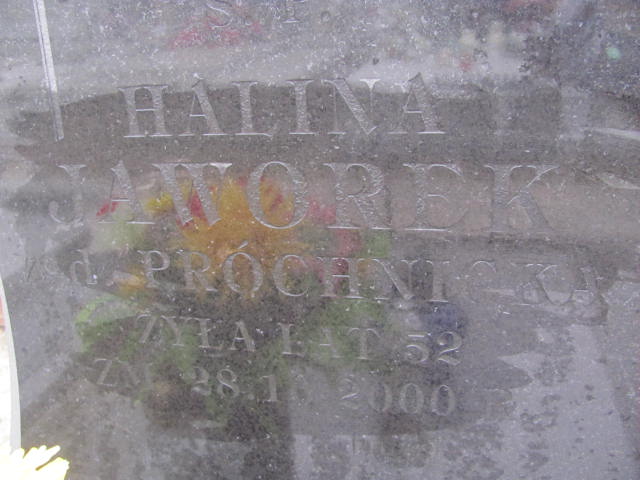 Ś.P.
HALINA
JAWOREK
z d. PRÓCHNICKA
ŻYŁA LAT 52
ZM. 2000 R.